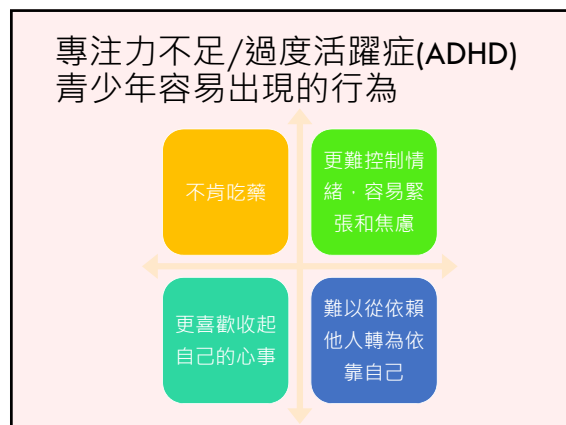 專注力不足/過度活躍症(ADHD)
青少年容易出現的行為
不肯吃藥
更難控制情
緒，容易緊
張和焦慮
更喜歡收起
自己的心事
難以從依賴
他人轉為依
靠自己